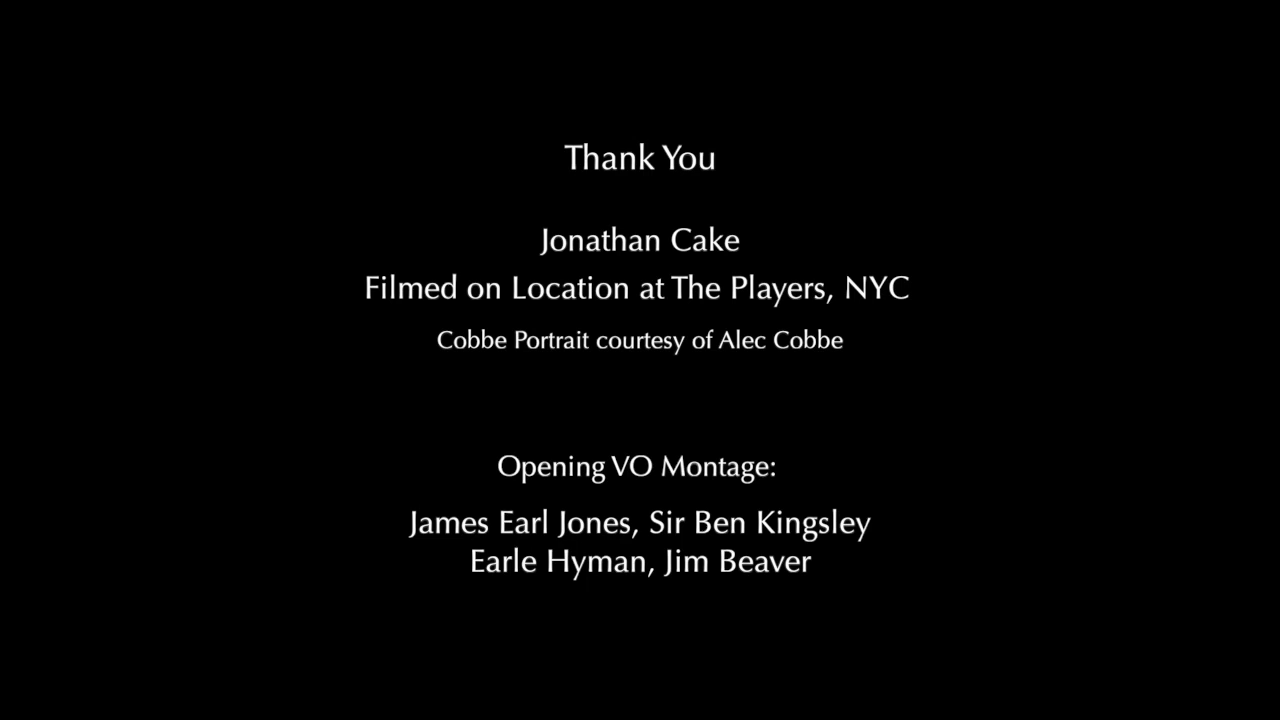 Thank You
Jonathan Cake
Filmed on Location at The Players, NYC
Cobbe Portrait courtesy of Alec Cobbe
Opening VO Montage:
James Earl Jones, Sir Ben Kingsley
Earle Hyman, Jim Beaver